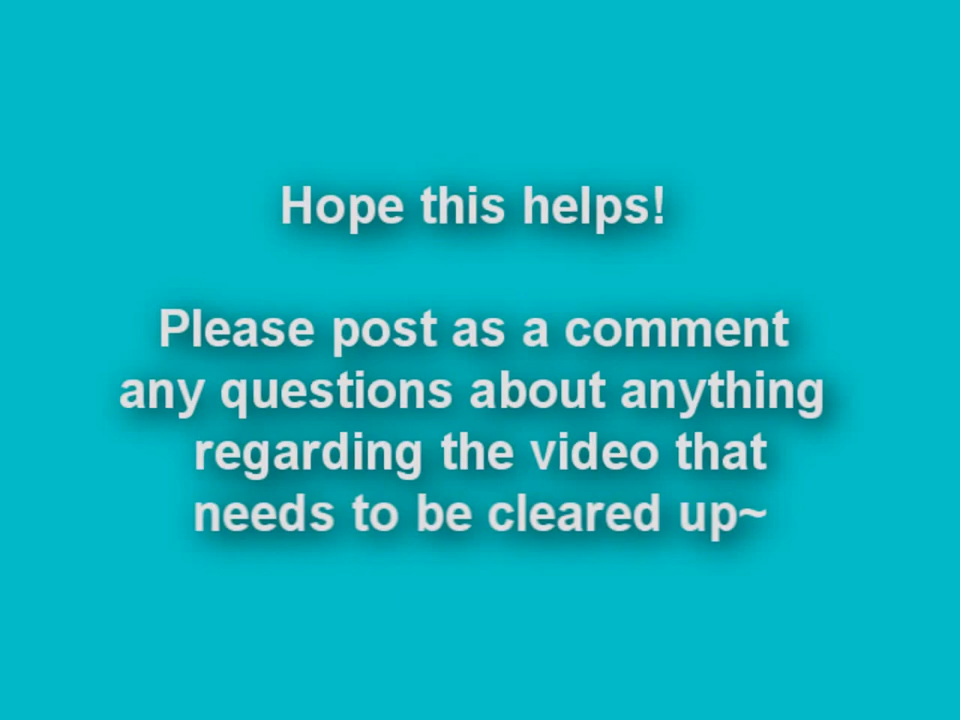 Hope this helps!
Please post as a comment
any questions about anything
regarding the video that
needs to be cleared up~